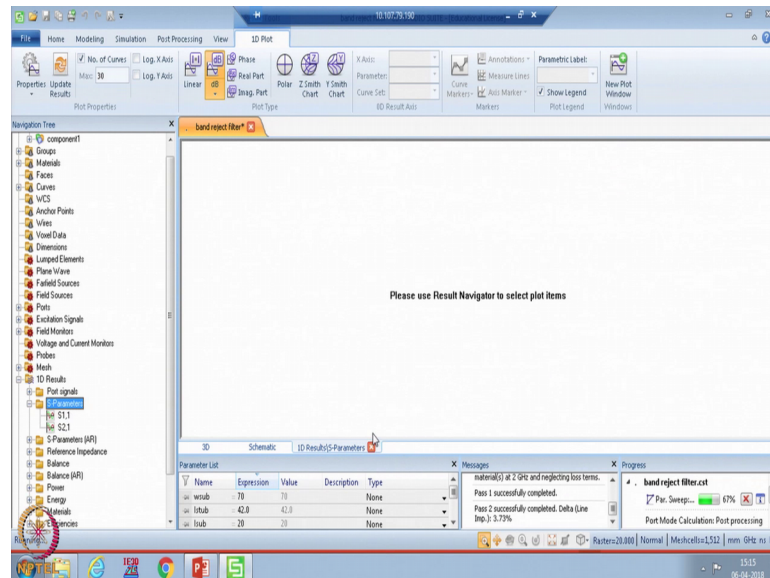 10.107.79.190
File Home Modeling Simulation Post Processing View 1D Plot
Properties
Update Results
No. of Curves
Max: 30
Log. X Axis
Log. Y Axis
Plot Properties
Linear
dB
Phase
Real Part
Imag. Part
Polar
Z Smith Chart
Y Smith Chart
Plot Type
X Axis:
Parameter:
Curve Set:
0D Result Axis
Curve Markers
Annotations
Measure Lines
Axis Marker
Markers
Parametric Label:
Show Legend
Plot Legend
New Plot Window
Windows
Navigation Tree X
band reject filter*
component1
Groups
Materials
Faces
Curves
WCS
Anchor Points
Wires
Voxel Data
Dimensions
Lumped Elements
Plane Wave
Farfield Sources
Field Sources
Ports
Excitation Signals
Field Monitors
Voltage and Current Monitors
Probes
Mesh
1D Results
Port signals
S-Parameters
S1,1
S2,1
S-Parameters (AR)
Reference Impedance
Balance
Balance (AR)
Power
Energy
Materials
Efficiencies
Please use Result Navigator to select plot items
3D Schematic 1D Results\S-Parameters
Parameter List X
Name Expression Value Description Type
wsub = 70 70 None
lstub = 42.0 42.0 None
lsub = 20 20 None
Messages X
material(s) at 2 GHz and neglecting loss terms.
Pass 1 successfully completed.
Pass 2 successfully completed. Delta (Line Imp.): 3.73%
Progress
band reject filter.cst
Par. Sweep:... 67%
Port Mode Calculation: Post processing
Raster=20.000 Normal Meshcells=1,512 mm GHz ns
NPTEL
15:15
06-04-2018